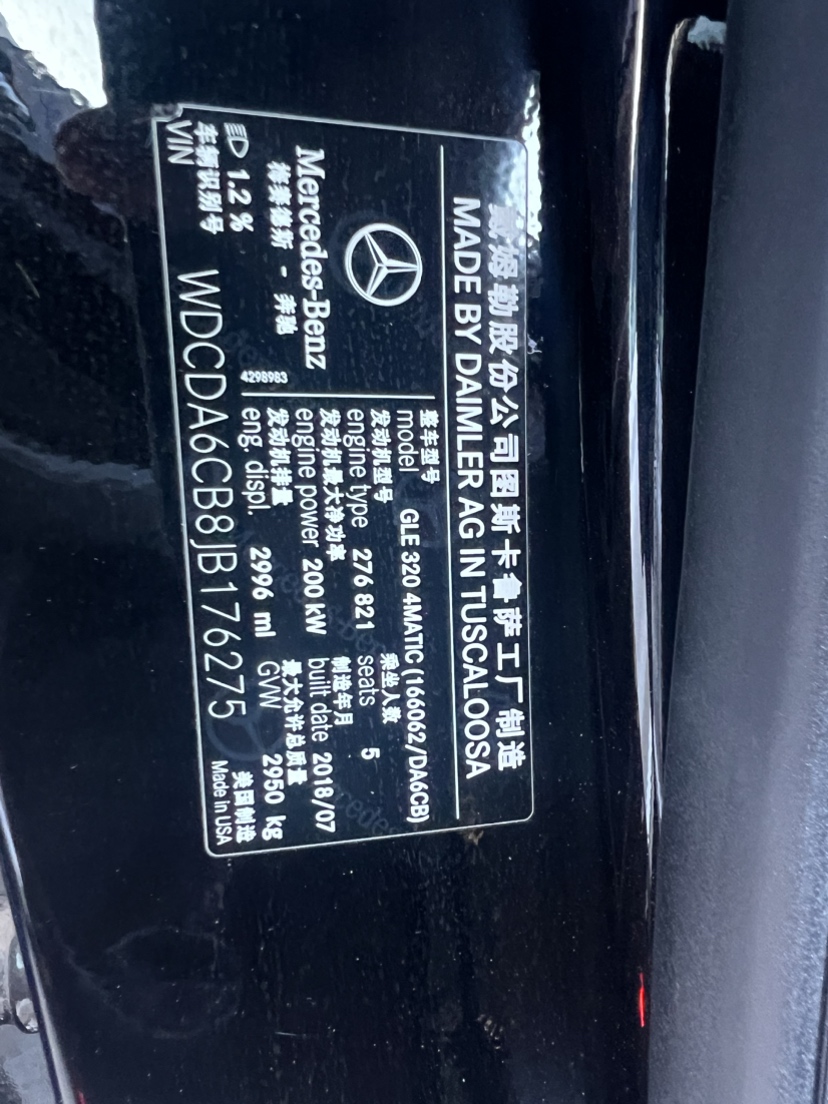 戴姆勒股份公司图斯卡鲁萨工厂制造
MADE BY DAIMLER AG IN TUSCALOOSA
Mercedes-Benz
梅赛德斯 - 奔驰
1.2 %
4298983
整车型号
model GLE 320 4MATIC (166062/DA6CB)
发动机型号 乘坐人数
engine type 276 821 seats 5
发动机最大净功率 制造年月
engine power 200 kW built date 2018/07
发动机排量 最大允许总质量
eng. displ. 2996 ml GVW 2950 kg
车辆识别号 美国制造
VIN WDCDA6CB8JB176275 Made in USA